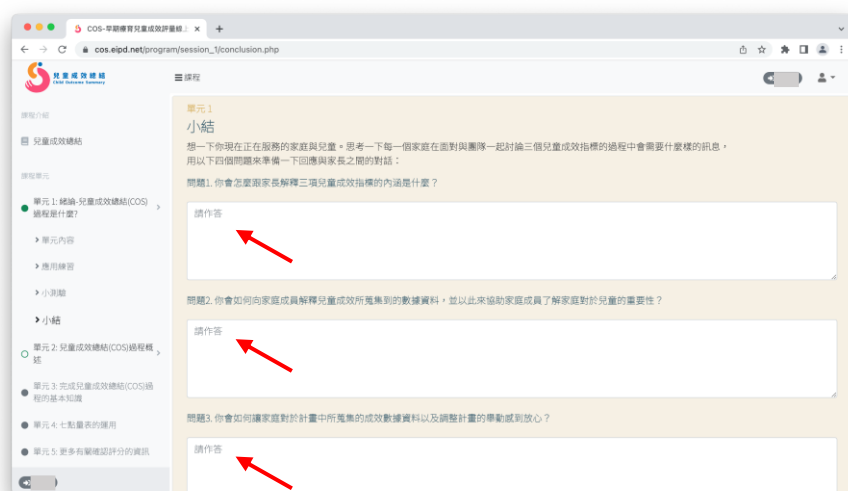 COS-早期療育兒童成效評量線上
cos.eipd.net/program/session_1/conclusion.php
兒童成效總結
Child Outcome Summary
課程
課程介紹
兒童成效總結
課程單元
單元 1: 緒論-兒童成效總結(COS)
過程是什麼?
單元內容
應用練習
小測驗
小結
單元 2: 兒童成效總結(COS)過程概
述
單元 3: 完成兒童成效總結(COS)過
程的基本知識
單元 4: 七點量表的運用
單元 5: 更多有關確認評分的資訊
單元 1
小結
想一下你現在正在服務的家庭與兒童。思考一下每一個家庭在面對與團隊一起討論三個兒童成效指標的過程中會需要什麼樣的訊息。
用以下四個問題來準備一下回應與家長之間的對話：
問題1. 你會怎麼跟家長解釋三項兒童成效指標的內涵是什麼？
請作答
問題2. 你會如何向家庭成員解釋兒童成效所蒐集到的數據資料，並以此來協助家庭成員了解家庭對於兒童的重要性？
請作答
問題3. 你會如何讓家庭對於計畫中所蒐集的成效數據資料以及調整計畫的舉動感到放心？
請作答